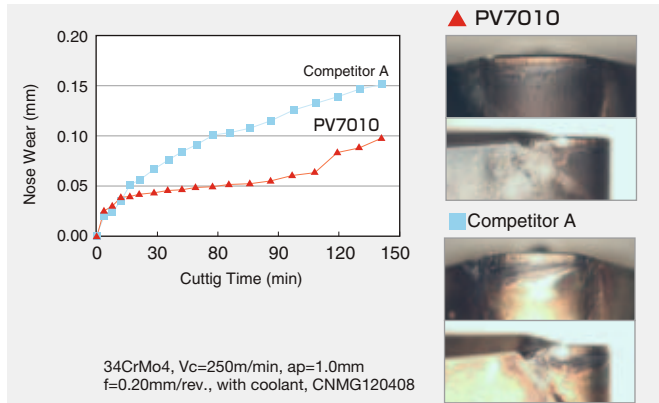 ▲ PV7010
0.20
0.15
0.10
0.05
0.00
Nose Wear (mm)
Competitor A
PV7010
0 30 60 90 120 150
Cuttig Time (min)
Competitor A
34CrMo4, Vc=250m/min, ap=1.0mm
f=0.20mm/rev., with coolant, CNMG120408